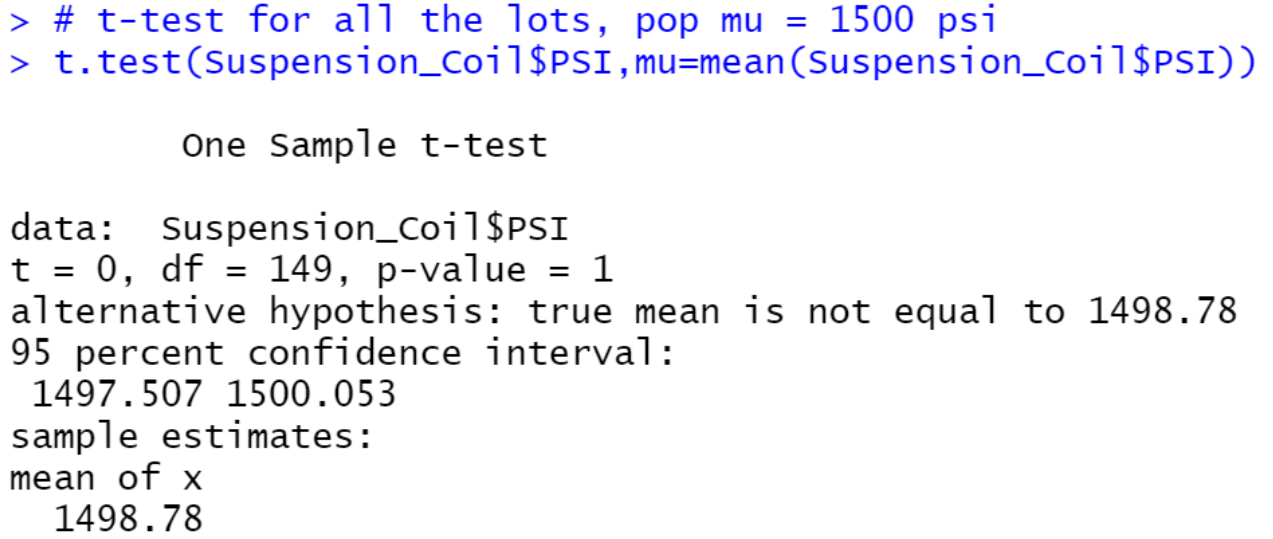 > # t-test for all the lots, pop mu = 1500 psi
> t.test(Suspension_Coil$PSI,mu=mean(Suspension_Coil$PSI))
One Sample t-test
data:  Suspension_Coil$PSI
t = 0, df = 149, p-value = 1
alternative hypothesis: true mean is not equal to 1498.78
95 percent confidence interval:
1497.507 1500.053
sample estimates:
mean of x
1498.78